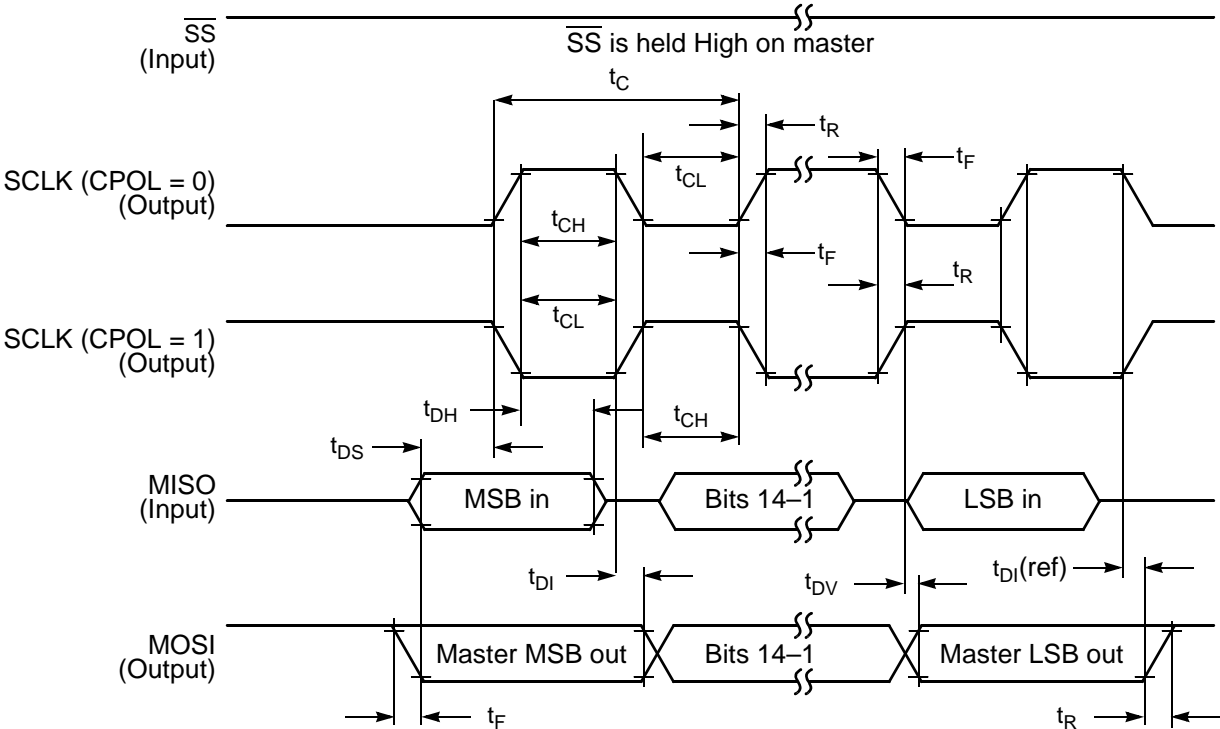 SS
(Input)
SS is held High on master
tC
tR
tF
SCLK (CPOL = 0)
(Output)
tCL
tCH
tF
tR
tCL
SCLK (CPOL = 1)
(Output)
tDH
tCH
tDS
MISO
(Input)
MSB in
Bits 14–1
LSB in
tDI
tDV
tDI(ref)
MOSI
(Output)
Master MSB out
Bits 14–1
Master LSB out
tF
tR